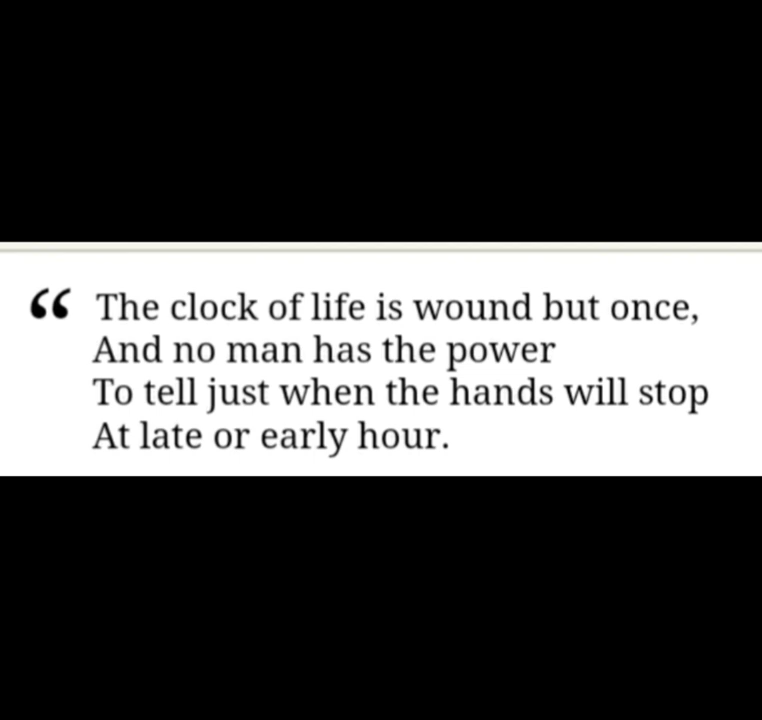 “ The clock of life is wound but once,
And no man has the power
To tell just when the hands will stop
At late or early hour.